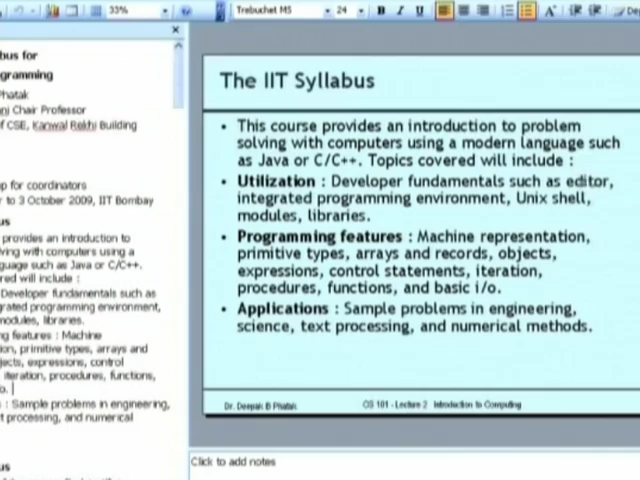 33%
Trebuchet MS
24
B I U
bus for
gramming
Phatak
ni Chair Professor
f CSE, Kanwal Rekhi Building
p for coordinators
r to 3 October 2009, IIT Bombay
us
provides an introduction to
ving with computers using a
guage such as Java or C/C++.
red will include :
Developer fundamentals such as
grated programming environment,
modules, libraries.
ng features : Machine
ion, primitive types, arrays and
jects, expressions, control
iteration, procedures, functions,
o.
s : Sample problems in engineering,
t processing, and numerical
us
The IIT Syllabus
• This course provides an introduction to problem
solving with computers using a modern language such
as Java or C/C++. Topics covered will include :
• Utilization : Developer fundamentals such as editor,
integrated programming environment, Unix shell,
modules, libraries.
• Programming features : Machine representation,
primitive types, arrays and records, objects,
expressions, control statements, iteration,
procedures, functions, and basic i/o.
• Applications : Sample problems in engineering,
science, text processing, and numerical methods.
Dr. Deepak B Phatak
CS 101 - Lecture 2 Introduction to Computing
Click to add notes